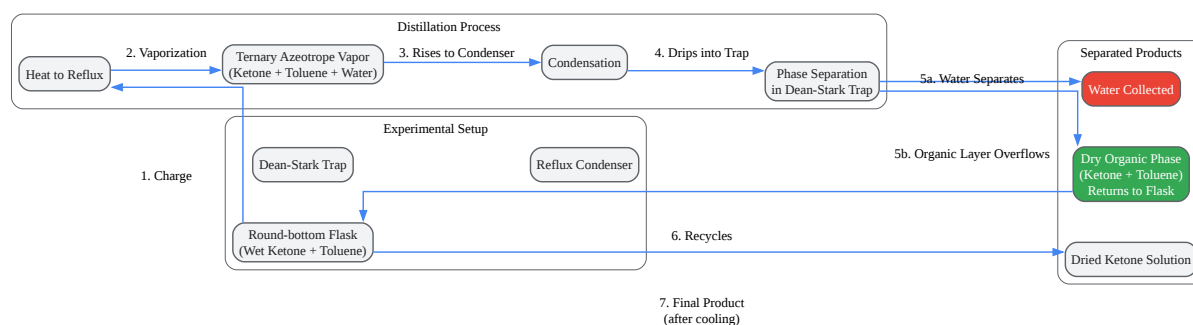 Distillation Process
2. Vaporization
3. Rises to Condenser
4. Drips into Trap
Heat to Reflux
Ternary Azeotrope Vapor
(Ketone + Toluene + Water)
Condensation
Phase Separation
in Dean-Stark Trap
5a. Water Separates
Separated Products
Water Collected
Experimental Setup
Dean-Stark Trap
Reflux Condenser
1. Charge
5b. Organic Layer Overflows
Dry Organic Phase
(Ketone + Toluene)
Returns to Flask
Round-bottom Flask
(Wet Ketone + Toluene)
6. Recycles
Dried Ketone Solution
7. Final Product
(after cooling)